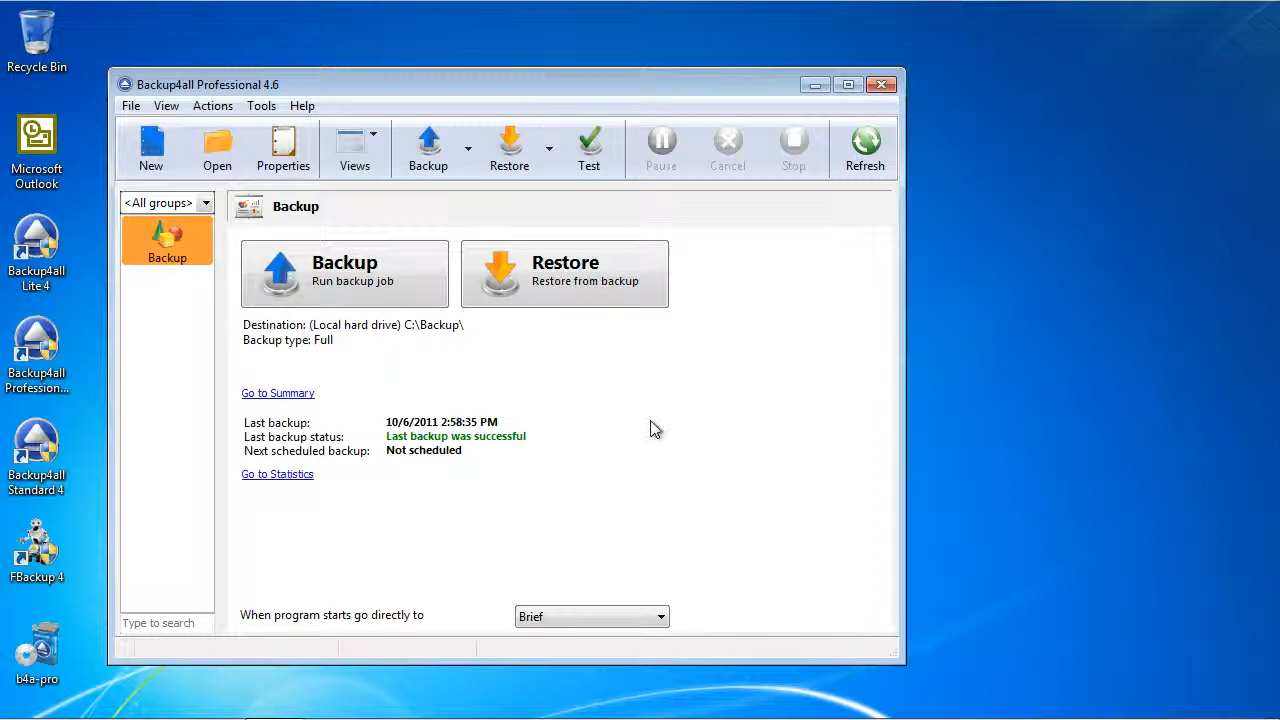 Recycle Bin
Microsoft
Outlook
Backup4all
Lite 4
Backup4all
Profession...
Backup4all
Standard 4
FBackup 4
b4a-pro
Backup4all Professional 4.6
File View Actions Tools Help
New Open Properties Views Backup Restore Test Pause Cancel Stop Refresh
<All groups>
Backup
Type to search
Backup
Backup
Run backup job
Restore
Restore from backup
Destination: (Local hard drive) C:\Backup\
Backup type: Full
Go to Summary
Last backup: 10/6/2011 2:58:35 PM
Last backup status: Last backup was successful
Next scheduled backup: Not scheduled
Go to Statistics
When program starts go directly to Brief